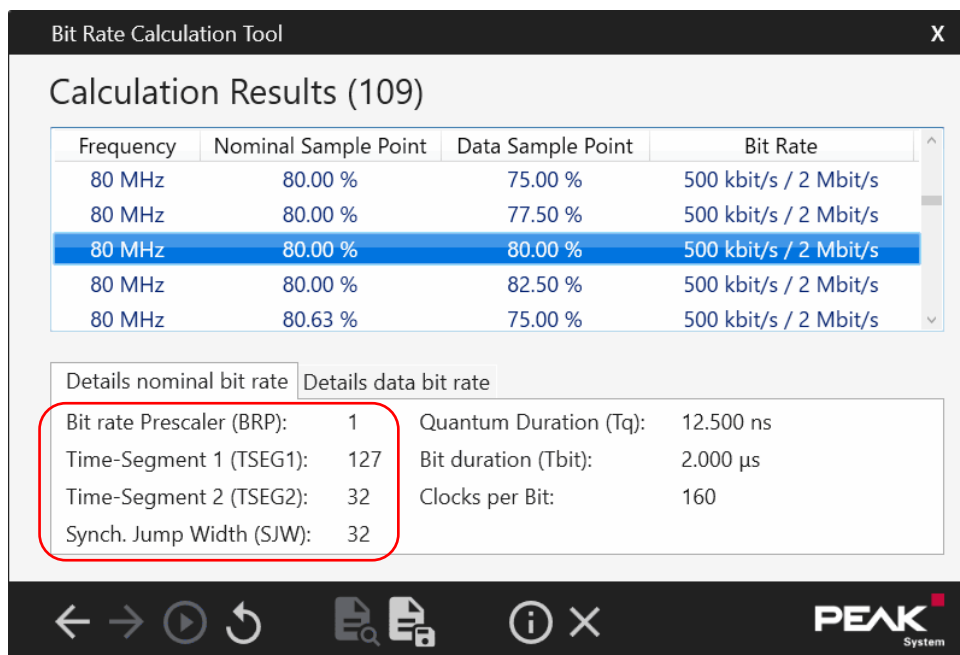 Bit Rate Calculation Tool X
Calculation Results (109)
Frequency Nominal Sample Point Data Sample Point Bit Rate
80 MHz 80.00 % 75.00 % 500 kbit/s / 2 Mbit/s
80 MHz 80.00 % 77.50 % 500 kbit/s / 2 Mbit/s
80 MHz 80.00 % 80.00 % 500 kbit/s / 2 Mbit/s
80 MHz 80.00 % 82.50 % 500 kbit/s / 2 Mbit/s
80 MHz 80.63 % 75.00 % 500 kbit/s / 2 Mbit/s
Details nominal bit rate Details data bit rate
Bit rate Prescaler (BRP): 1 Quantum Duration (Tq): 12.500 ns
Time-Segment 1 (TSEG1): 127 Bit duration (Tbit): 2.000 µs
Time-Segment 2 (TSEG2): 32 Clocks per Bit: 160
Synch. Jump Width (SJW): 32
PEAK
System